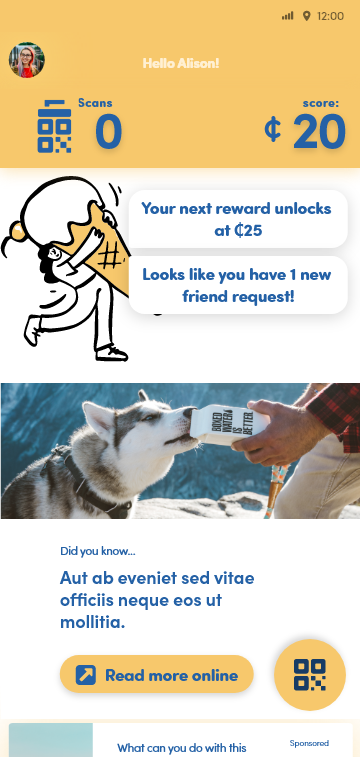 12:00
Hello Alison!
Scans
0
score:
₵ 20
Your next reward unlocks
at ₵25
Looks like you have 1 new
friend request!
BOXED
WATER
IS
BETTER.
Did you know...
Aut ab eveniet sed vitae
officiis neque eos ut
mollitia.
Read more online
What can you do with this
Sponsored